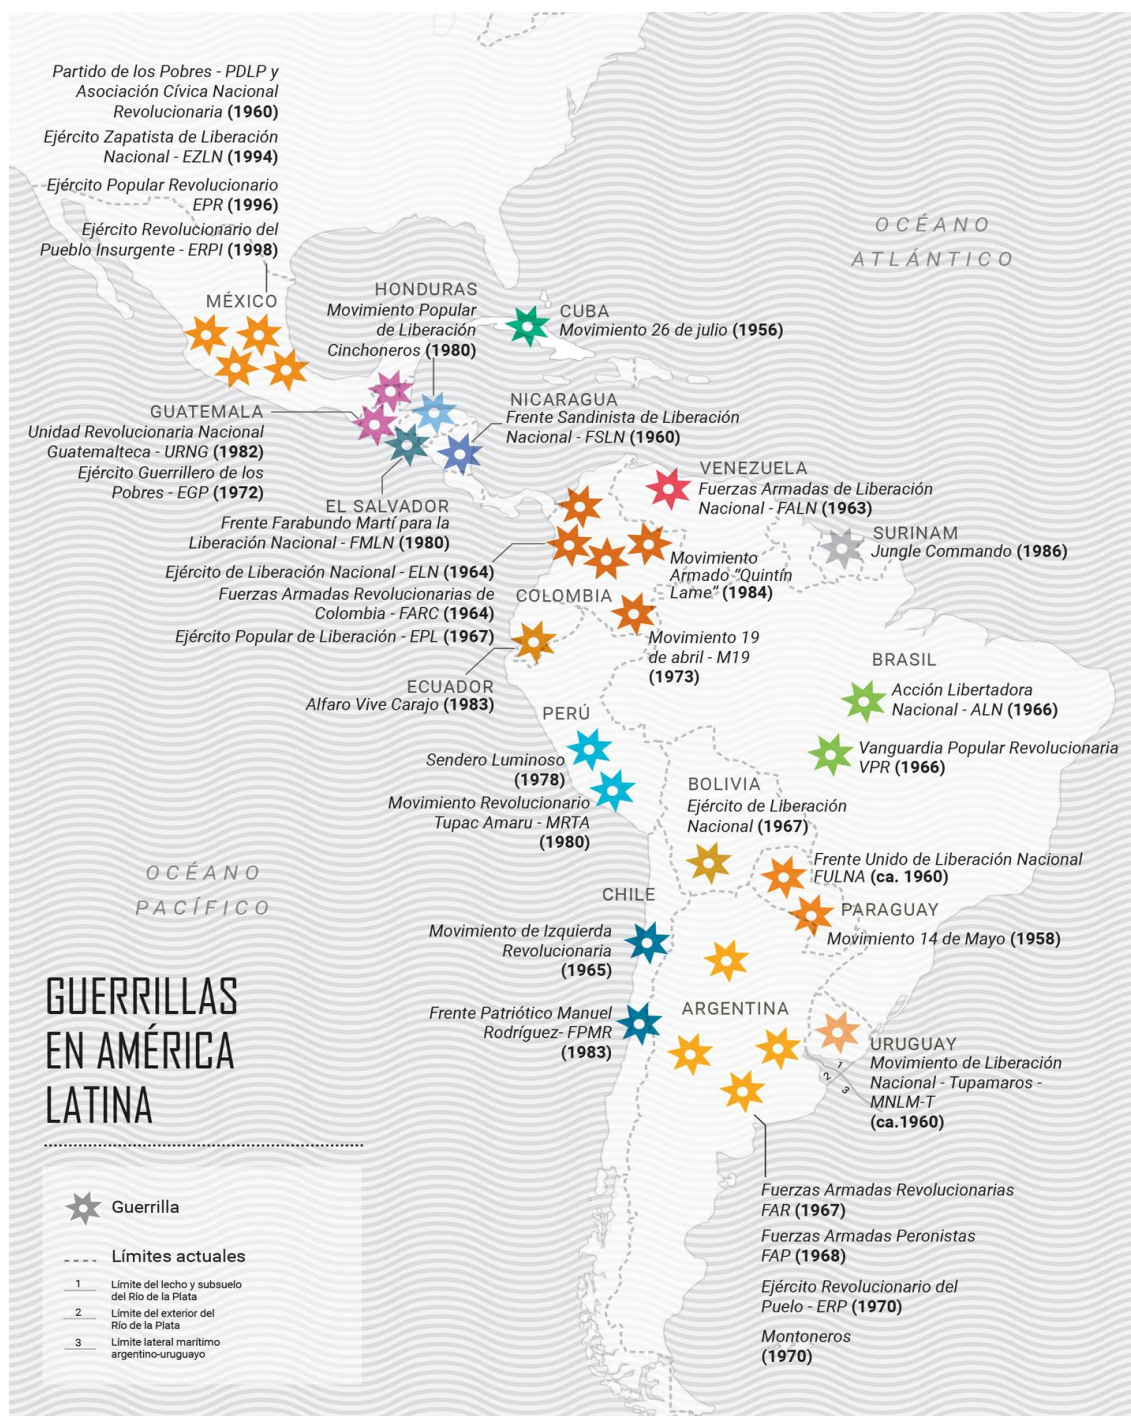 Partido de los Pobres - PDLP y
Asociación Cívica Nacional
Revolucionaria (1960)
Ejército Zapatista de Liberación
Nacional - EZLN (1994)
Ejército Popular Revolucionario
EPR (1996)
Ejército Revolucionario del
Pueblo Insurgente - ERPI (1998)
MÉXICO
OCÉANO
ATLÁNTICO
HONDURAS
Movimiento Popular
de Liberación
Cinchoneros (1980)
CUBA
Movimiento 26 de julio (1956)
GUATEMALA
Unidad Revolucionaria Nacional
Guatemalteca - URNG (1982)
Ejército Guerrillero de los
Pobres - EGP (1972)
NICARAGUA
Frente Sandinista de Liberación
Nacional - FSLN (1960)
EL SALVADOR
Frente Farabundo Martí para la
Liberación Nacional - FMLN (1980)
VENEZUELA
Fuerzas Armadas de Liberación
Nacional - FALN (1963)
SURINAM
Jungle Commando (1986)
Ejército de Liberación Nacional - ELN (1964)
Fuerzas Armadas Revolucionarias de
Colombia - FARC (1964)
Ejército Popular de Liberación - EPL (1967)
COLOMBIA
Movimiento
Armado “Quintín
Lame” (1984)
Movimiento 19
de abril - M19
(1973)
ECUADOR
Alfaro Vive Carajo (1983)
BRASIL
Acción Libertadora
Nacional - ALN (1966)
Vanguardia Popular Revolucionaria
VPR (1966)
PERÚ
Sendero Luminoso
(1978)
Movimiento Revolucionario
Tupac Amaru - MRTA
(1980)
BOLIVIA
Ejército de Liberación
Nacional (1967)
Frente Unido de Liberación Nacional
FULNA (ca. 1960)
PARAGUAY
Movimiento 14 de Mayo (1958)
OCÉANO
PACÍFICO
CHILE
Movimiento de Izquierda
Revolucionaria
(1965)
Frente Patriótico Manuel
Rodríguez- FPMR
(1983)
ARGENTINA
URUGUAY
Movimiento de Liberación
Nacional - Tupamaros -
MNLM-T
(ca.1960)
1
2
3
Fuerzas Armadas Revolucionarias
FAR (1967)
Fuerzas Armadas Peronistas
FAP (1968)
Ejército Revolucionario del
Puelo - ERP (1970)
Montoneros
(1970)
GUERRILLAS
EN AMÉRICA
LATINA
Guerrilla
Límites actuales
1 Límite del lecho y subsuelo
del Río de la Plata
2 Límite del exterior del
Río de la Plata
3 Límite lateral marítimo
argentino-uruguayo